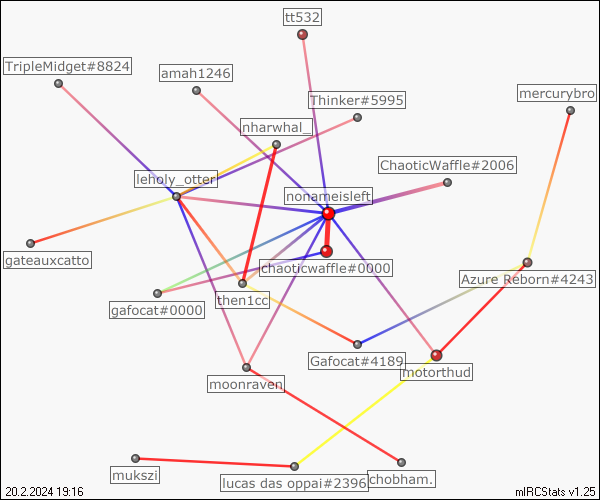 tt532
TripleMidget#8824
amah1246
mercurybro
Thinker#5995
nharwhal_
ChaoticWaffle#2006
leholy_otter
nonameisleft
gateauxcatto
chaoticwaffle#0000
Azure Reborn#4243
then1cc
gafocat#0000
Gafocat#4189
motorthud
moonraven
mukszi
lucas das oppai#2396
chobham.
20.2.2024 19:16
mIRCStats v1.25